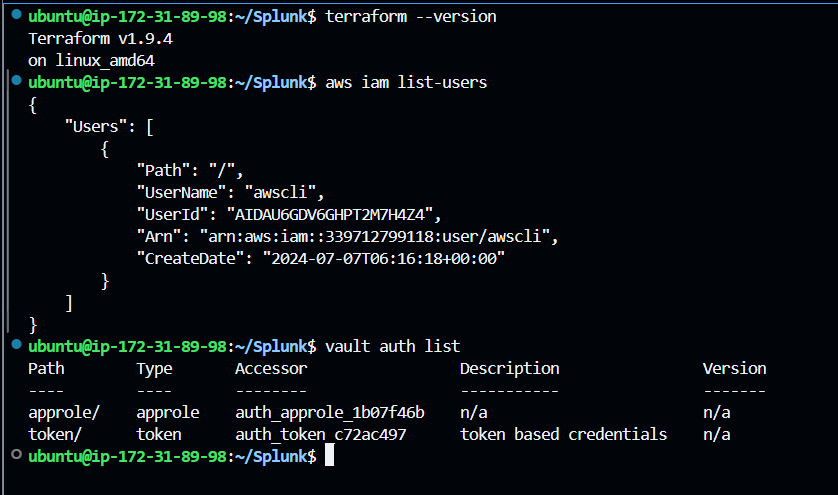 ubuntu@ip-172-31-89-98:~/Splunk$ terraform --version
Terraform v1.9.4
on linux_amd64
ubuntu@ip-172-31-89-98:~/Splunk$ aws iam list-users
{
    "Users": [
        {
            "Path": "/",
            "UserName": "awscli",
            "UserId": "AIDAU6GDV6GHPT2M7H4Z4",
            "Arn": "arn:aws:iam::339712799118:user/awscli",
            "CreateDate": "2024-07-07T06:16:18+00:00"
        }
    ]
}
ubuntu@ip-172-31-89-98:~/Splunk$ vault auth list
Path        Type       Accessor                 Description                Version
----        ----       --------                 -----------                -------
approle/    approle    auth_approle_1b07f46b    n/a                        n/a
token/      token      auth_token_c72ac497      token based credentials    n/a
ubuntu@ip-172-31-89-98:~/Splunk$